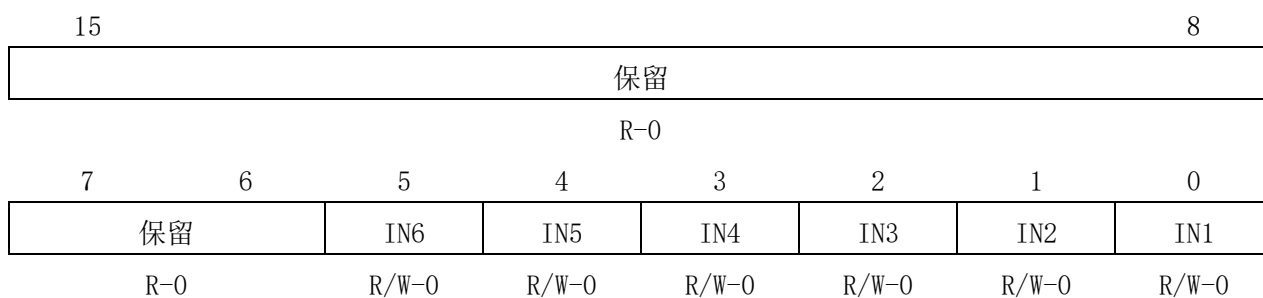 15 8
保留
R-0
7 6 5 4 3 2 1 0
保留 IN6 IN5 IN4 IN3 IN2 IN1
R-0 R/W-0 R/W-0 R/W-0 R/W-0 R/W-0 R/W-0